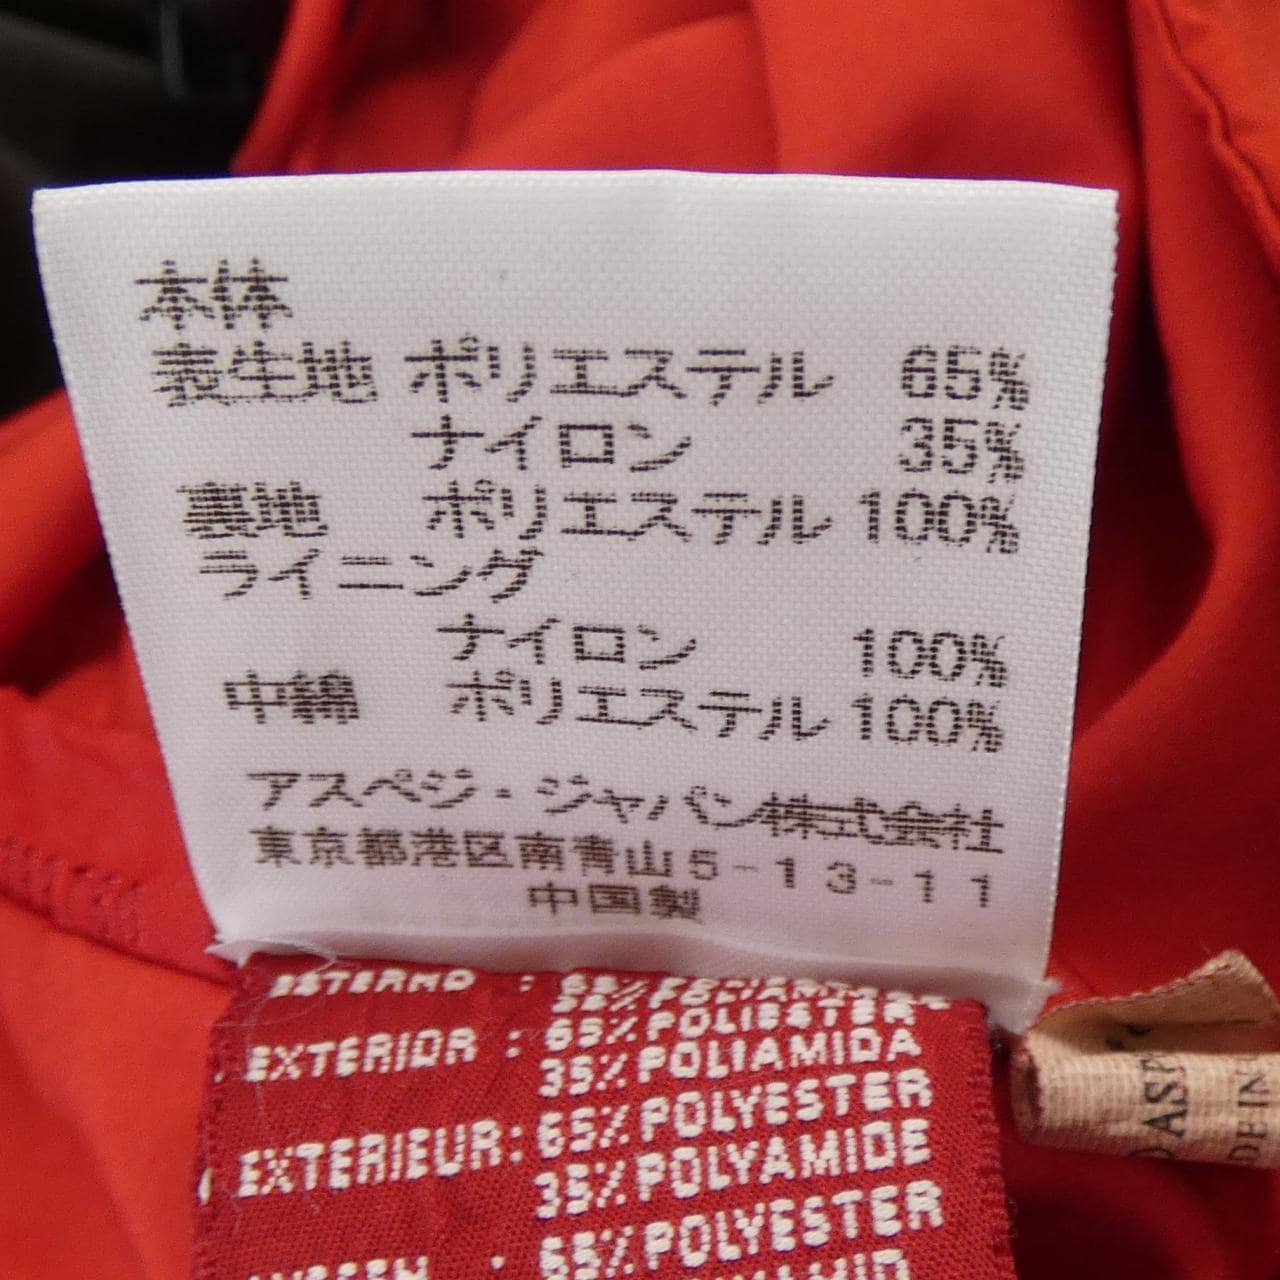 本体
表生地 ポリエステル 65%
ナイロン 35%
裏地 ポリエステル 100%
ライニング
ナイロン 100%
中綿 ポリエステル 100%
アスペジ・ジャパン株式会社
東京都港区南青山5-13-11
中国製
ESTERNO :
EXTERIOR : 65% POLIESTER
35% POLIAMIDA
EXTERIEUR: 65% POLYESTER
35% POLYAMIDE
65% POLYESTER